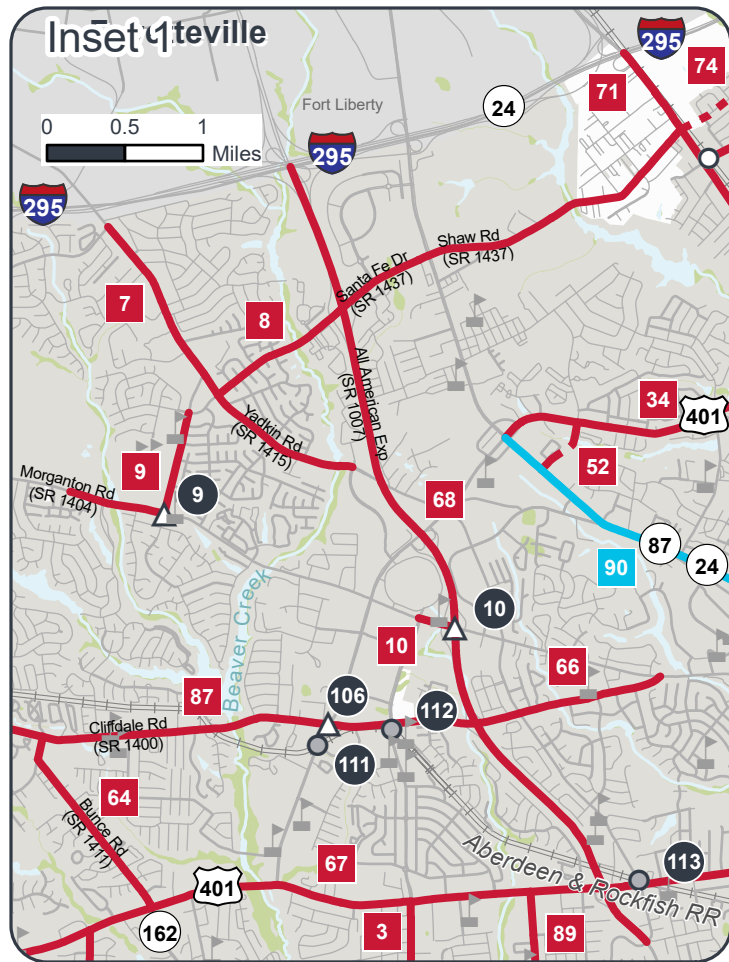 Inset 1
teville
295
74
71
Fort Liberty
24
0 0.5 1
Miles
295
295
Shaw Rd
(SR 1437)
Santa Fe Dr
(SR 1437)
7
8
All American Exp
(SR 1007)
34
401
Yadkin Rd
(SR 1415)
52
9
9
Morganton Rd
(SR 1404)
68
87
24
90
10
10
Beaver Creek
66
87
106
112
Cliffdale Rd
(SR 1400)
111
64
Bunce Rd
(SR 1411)
67
113
401
Aberdeen & Rockfish RR
162
3
89